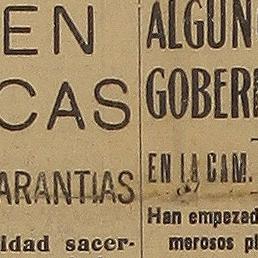 EN
CAS
ARANTIAS
idad sacer-
ALGUN
GOBER
EN LA CAM.
Han empezad
merosos p